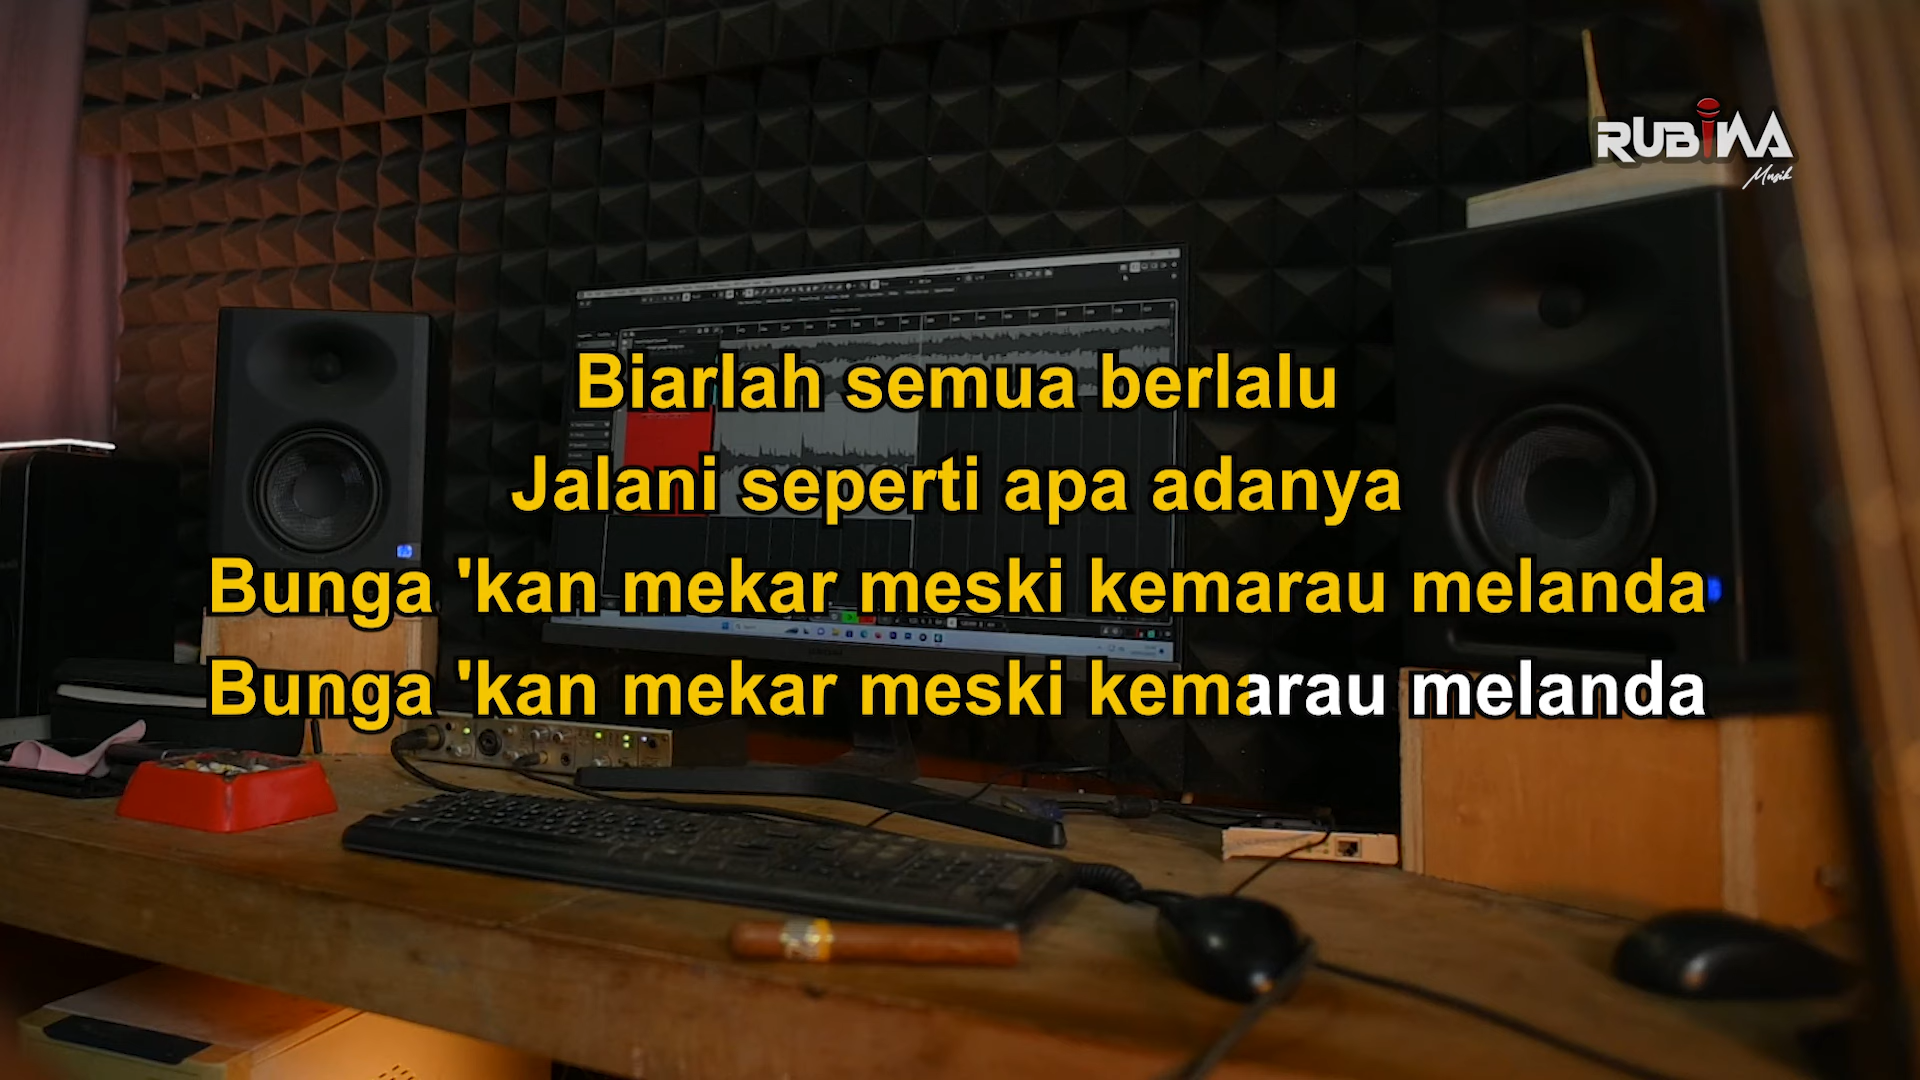 RUBINA
Musik
Biarlah semua berlalu
Jalani seperti apa adanya
Bunga 'kan mekar meski kemarau melanda
Bunga 'kan mekar meski kemarau melanda